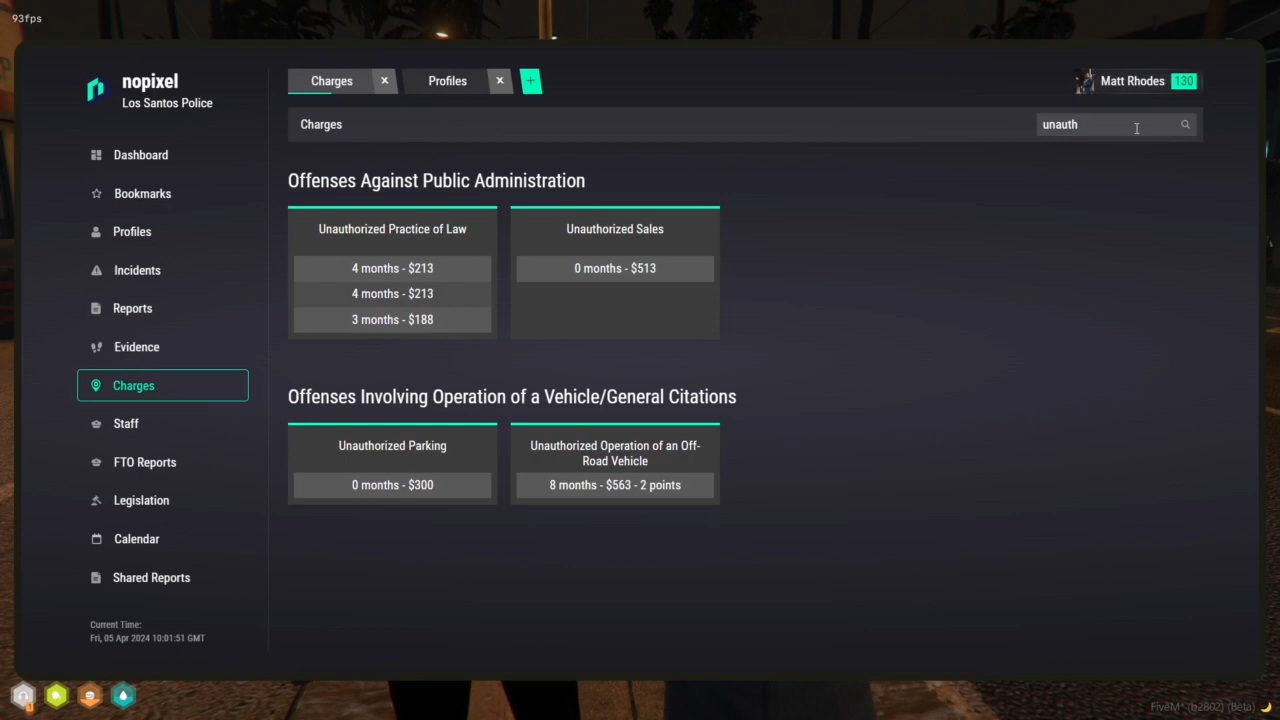 93fps
nopixel
Los Santos Police
Charges
Profiles
+
Matt Rhodes 130
Charges
unauth
Dashboard
Bookmarks
Profiles
Incidents
Reports
Evidence
Charges
Staff
FTO Reports
Legislation
Calendar
Shared Reports
Current Time:
Fri, 05 Apr 2024 10:01:51 GMT
Offenses Against Public Administration
Unauthorized Practice of Law
4 months - $213
4 months - $213
3 months - $188
Unauthorized Sales
0 months - $513
Offenses Involving Operation of a Vehicle/General Citations
Unauthorized Parking
0 months - $300
Unauthorized Operation of an Off-
Road Vehicle
8 months - $563 - 2 points
1
FiveM* (b2802) (Beta)